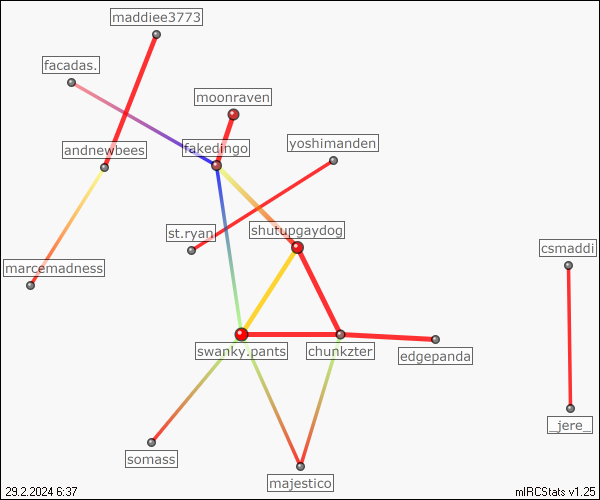 maddiee3773
facadas.
moonraven
yoshimanden
andnewbees
fakedingo
st.ryan
shutupgaydog
csmaddi
marcemadness
swanky.pants
chunkzter
edgepanda
_jere_
somass
majestico
29.2.2024 6:37
mIRCStats v1.25